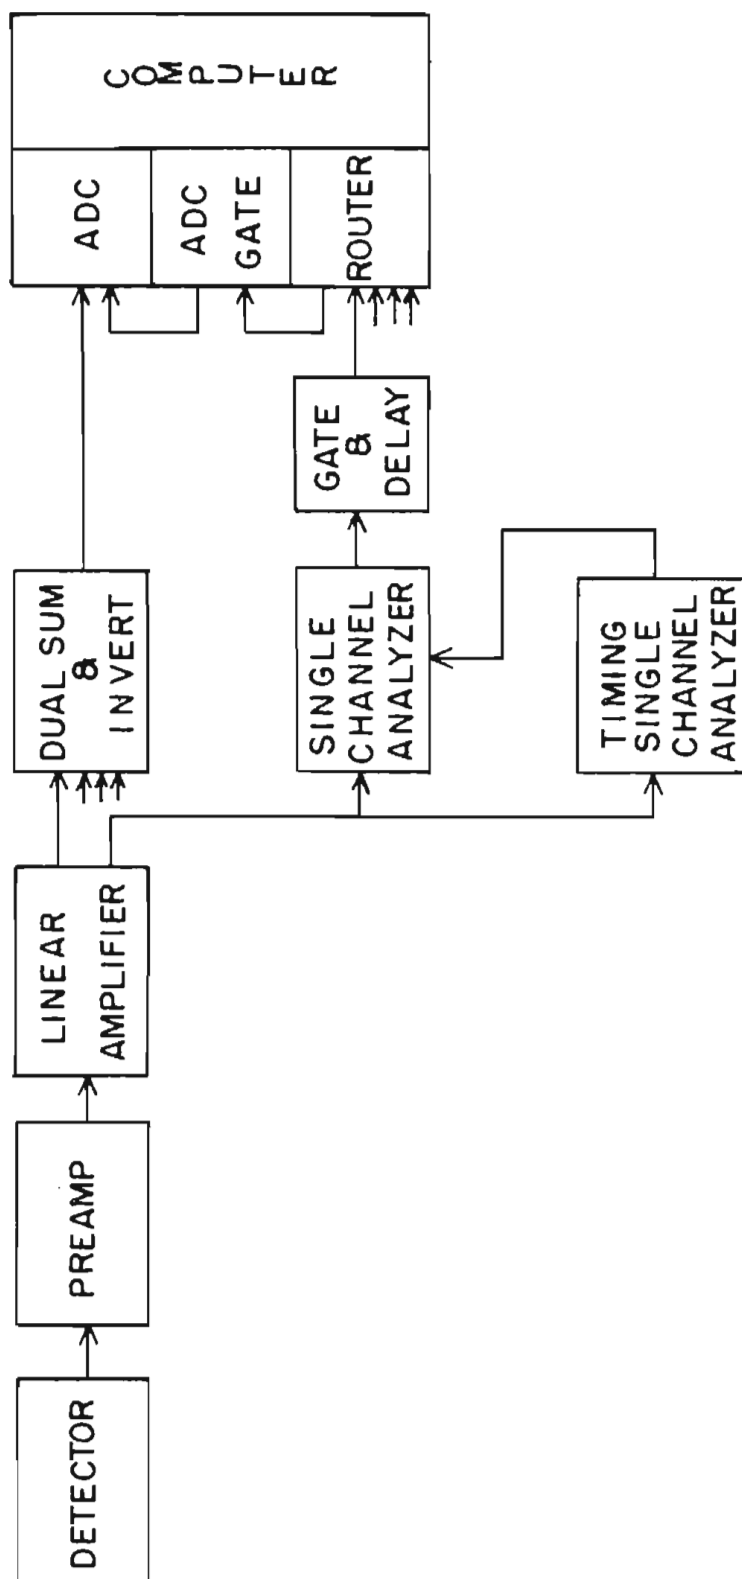 DETECTOR
PREAMP
LINEAR
AMPLIFIER
DUAL SUM
&
INVERT
SINGLE
CHANNEL
ANALYZER
TIMING
SINGLE
CHANNEL
ANALYZER
GATE
&
DELAY
ADC
ADC
GATE
ROUTER
COMPUTER